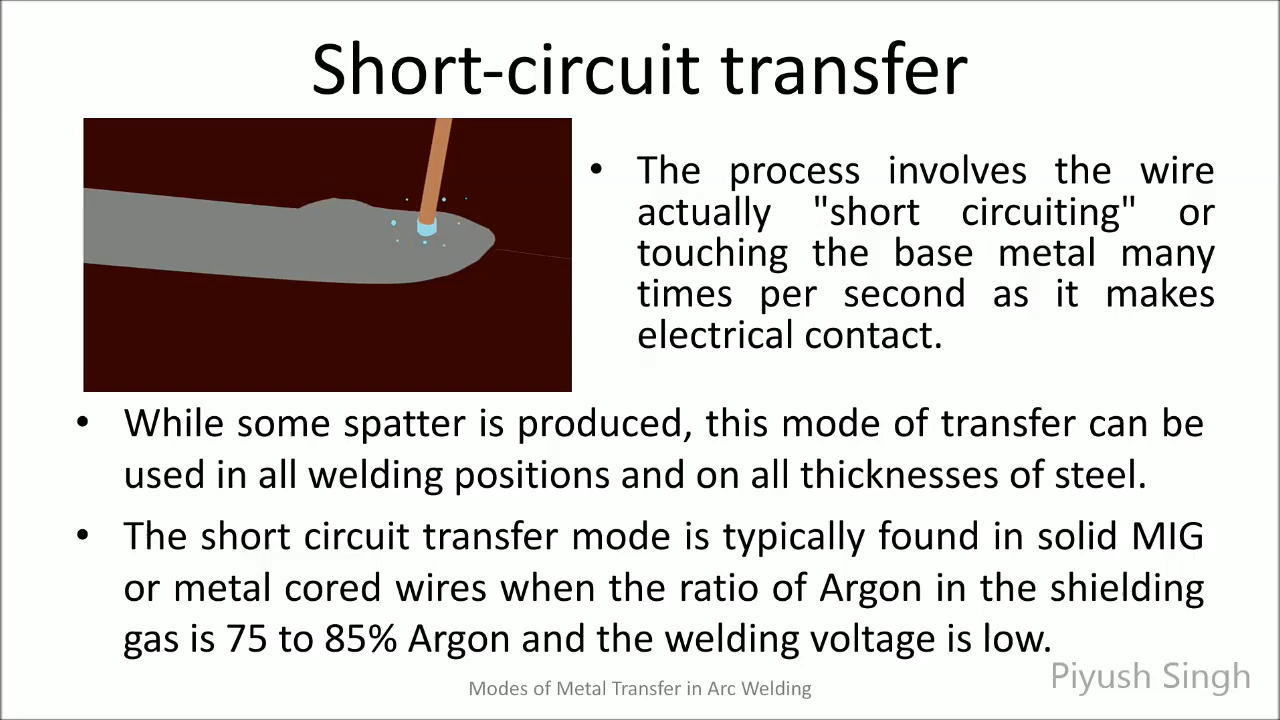 Short-circuit transfer
• The process involves the wire
actually "short circuiting" or
touching the base metal many
times per second as it makes
electrical contact.
• While some spatter is produced, this mode of transfer can be
used in all welding positions and on all thicknesses of steel.
• The short circuit transfer mode is typically found in solid MIG
or metal cored wires when the ratio of Argon in the shielding
gas is 75 to 85% Argon and the welding voltage is low.
Modes of Metal Transfer in Arc Welding
Piyush Singh